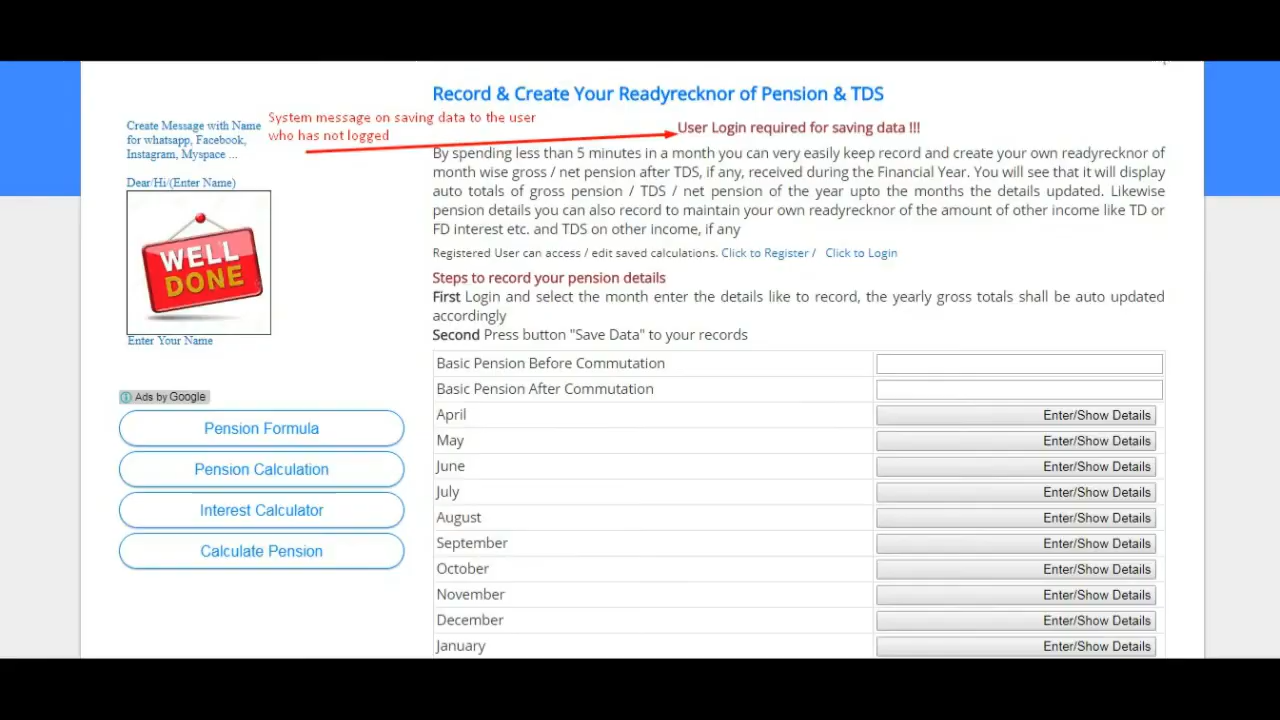 Record & Create Your Readyrecknor of Pension & TDS
System message on saving data to the user
who has not logged
User Login required for saving data !!!
Create Message with Name
for whatsapp, Facebook,
Instagram, Myspace ...
Dear/Hi/(Enter Name)
WELL
DONE
Enter Your Name
Ads by Google
Pension Formula
Pension Calculation
Interest Calculator
Calculate Pension
By spending less than 5 minutes in a month you can very easily keep record and create your own readyrecknor of
month wise gross / net pension after TDS, if any, received during the Financial Year. You will see that it will display
auto totals of gross pension / TDS / net pension of the year upto the months the details updated. Likewise
pension details you can also record to maintain your own readyrecknor of the amount of other income like TD or
FD interest etc. and TDS on other income, if any
Registered User can access / edit saved calculations. Click to Register / Click to Login
Steps to record your pension details
First Login and select the month enter the details like to record, the yearly gross totals shall be auto updated
accordingly
Second Press button "Save Data" to your records
Basic Pension Before Commutation
Basic Pension After Commutation
April Enter/Show Details
May Enter/Show Details
June Enter/Show Details
July Enter/Show Details
August Enter/Show Details
September Enter/Show Details
October Enter/Show Details
November Enter/Show Details
December Enter/Show Details
January Enter/Show Details